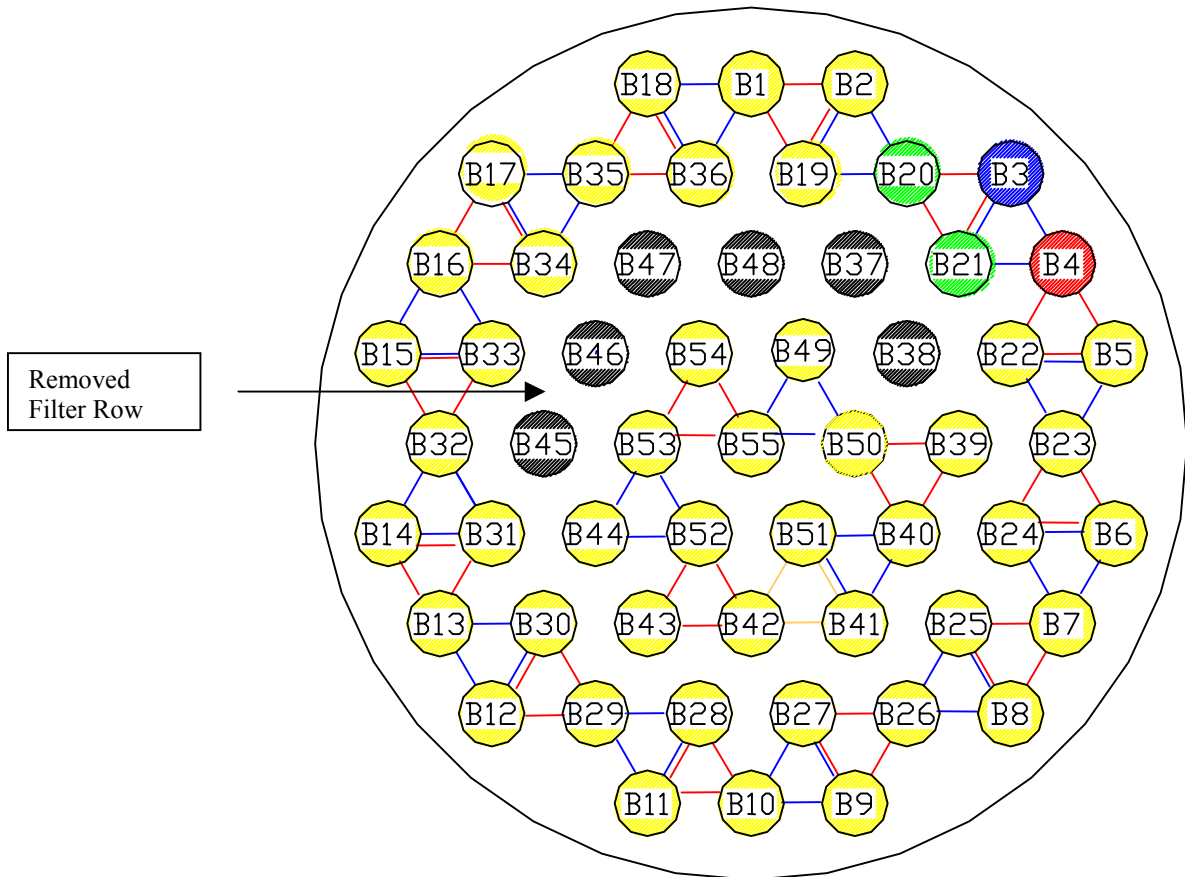 B18 B1 B2
B17 B35 B36 B19 B20 B3
B16 B34 B47 B48 B37 B21 B4
B15 B33 B46 B54 B49 B38 B22 B5
Removed
Filter Row
B32 B45 B53 B55 B50 B39 B23
B14 B31 B44 B52 B51 B40 B24 B6
B13 B30 B43 B42 B41 B25 B7
B12 B29 B28 B27 B26 B8
B11 B10 B9